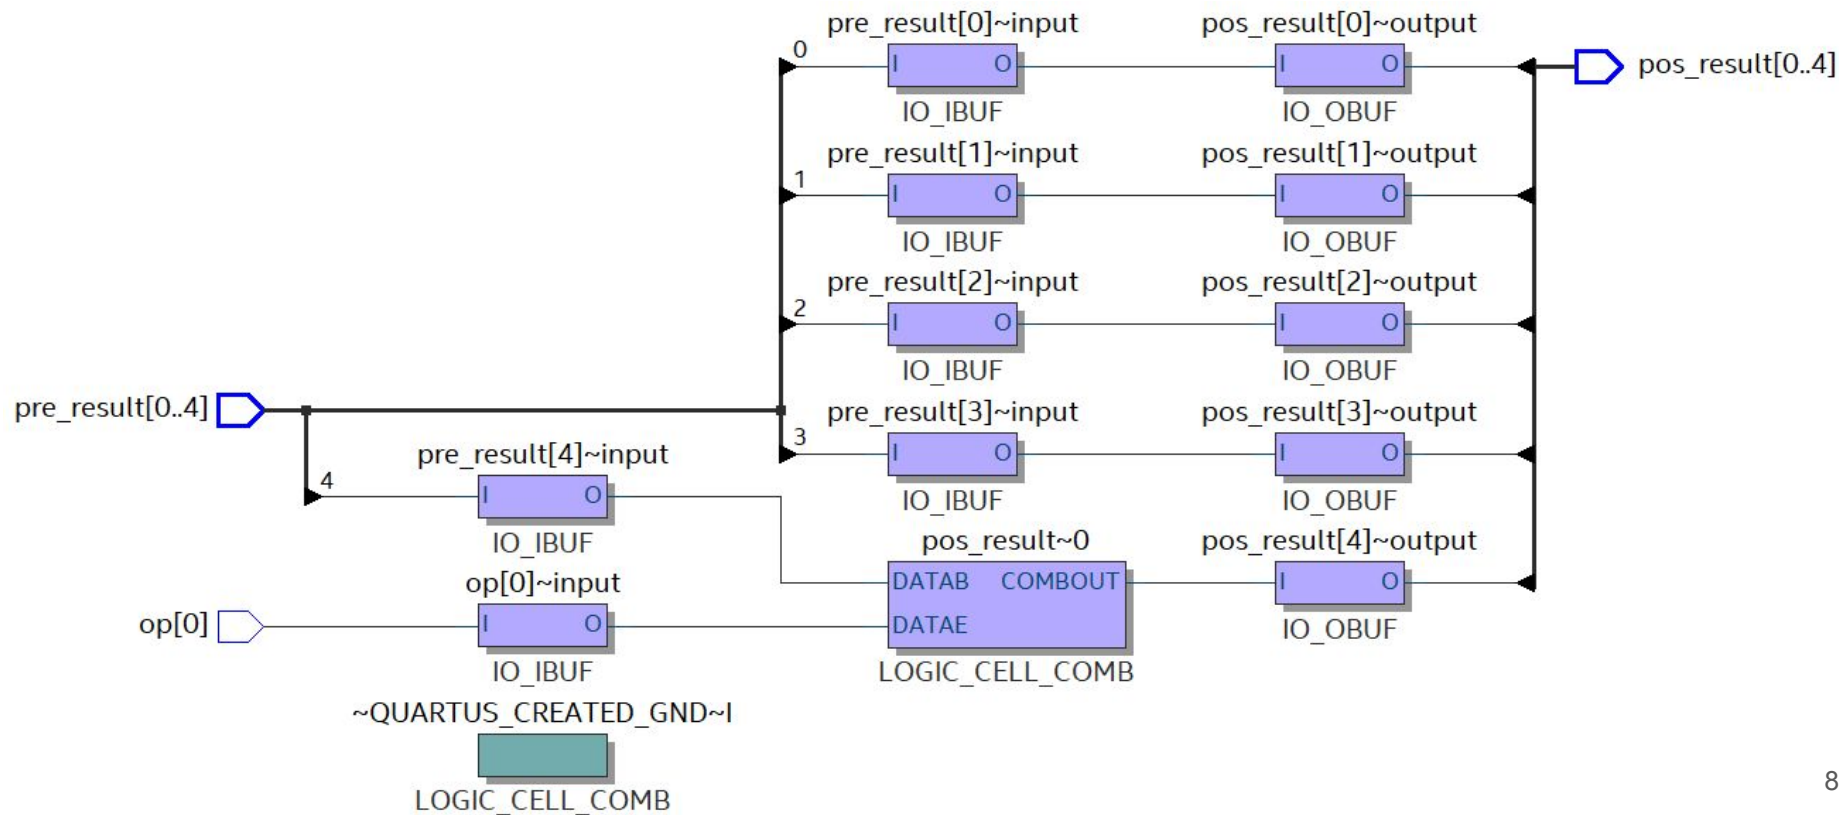 pre_result[0]~input
pos_result[0]~output
0
I
O
I
O
pos_result[0..4]
IO_IBUF
IO_OBUF
pre_result[1]~input
pos_result[1]~output
1
I
O
I
O
IO_IBUF
IO_OBUF
pre_result[2]~input
pos_result[2]~output
2
I
O
I
O
IO_IBUF
IO_OBUF
pre_result[0..4]
pre_result[3]~input
pos_result[3]~output
3
I
O
I
O
IO_IBUF
IO_OBUF
pre_result[4]~input
4
I
O
IO_IBUF
pos_result~0
pos_result[4]~output
DATAB
COMBOUT
I
O
DATAE
IO_OBUF
LOGIC_CELL_COMB
op[0]~input
op[0]
I
O
IO_IBUF
~QUARTUS_CREATED_GND~I
LOGIC_CELL_COMB
8